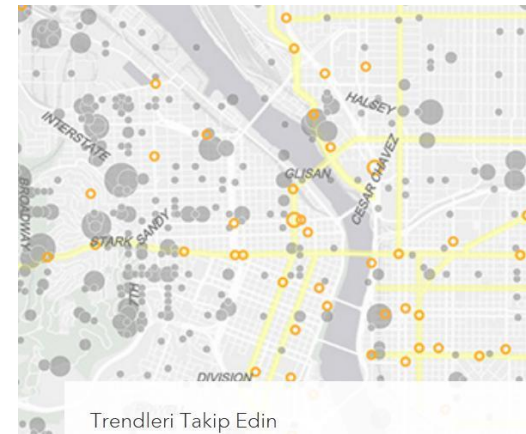 HALSEY
INTERSTATE
GLISAN
CESAR CHAVEZ
BROADWAY
STARK
SANDY
7TH
DIVISION
Trendleri Takip Edin